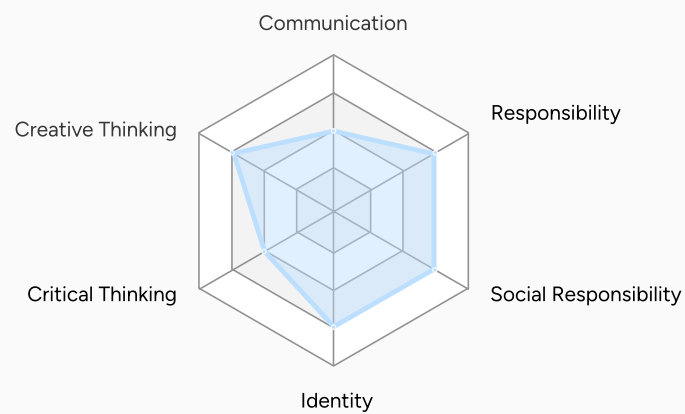 Communication
Responsibility
Creative Thinking
Critical Thinking
Social Responsibility
Identity